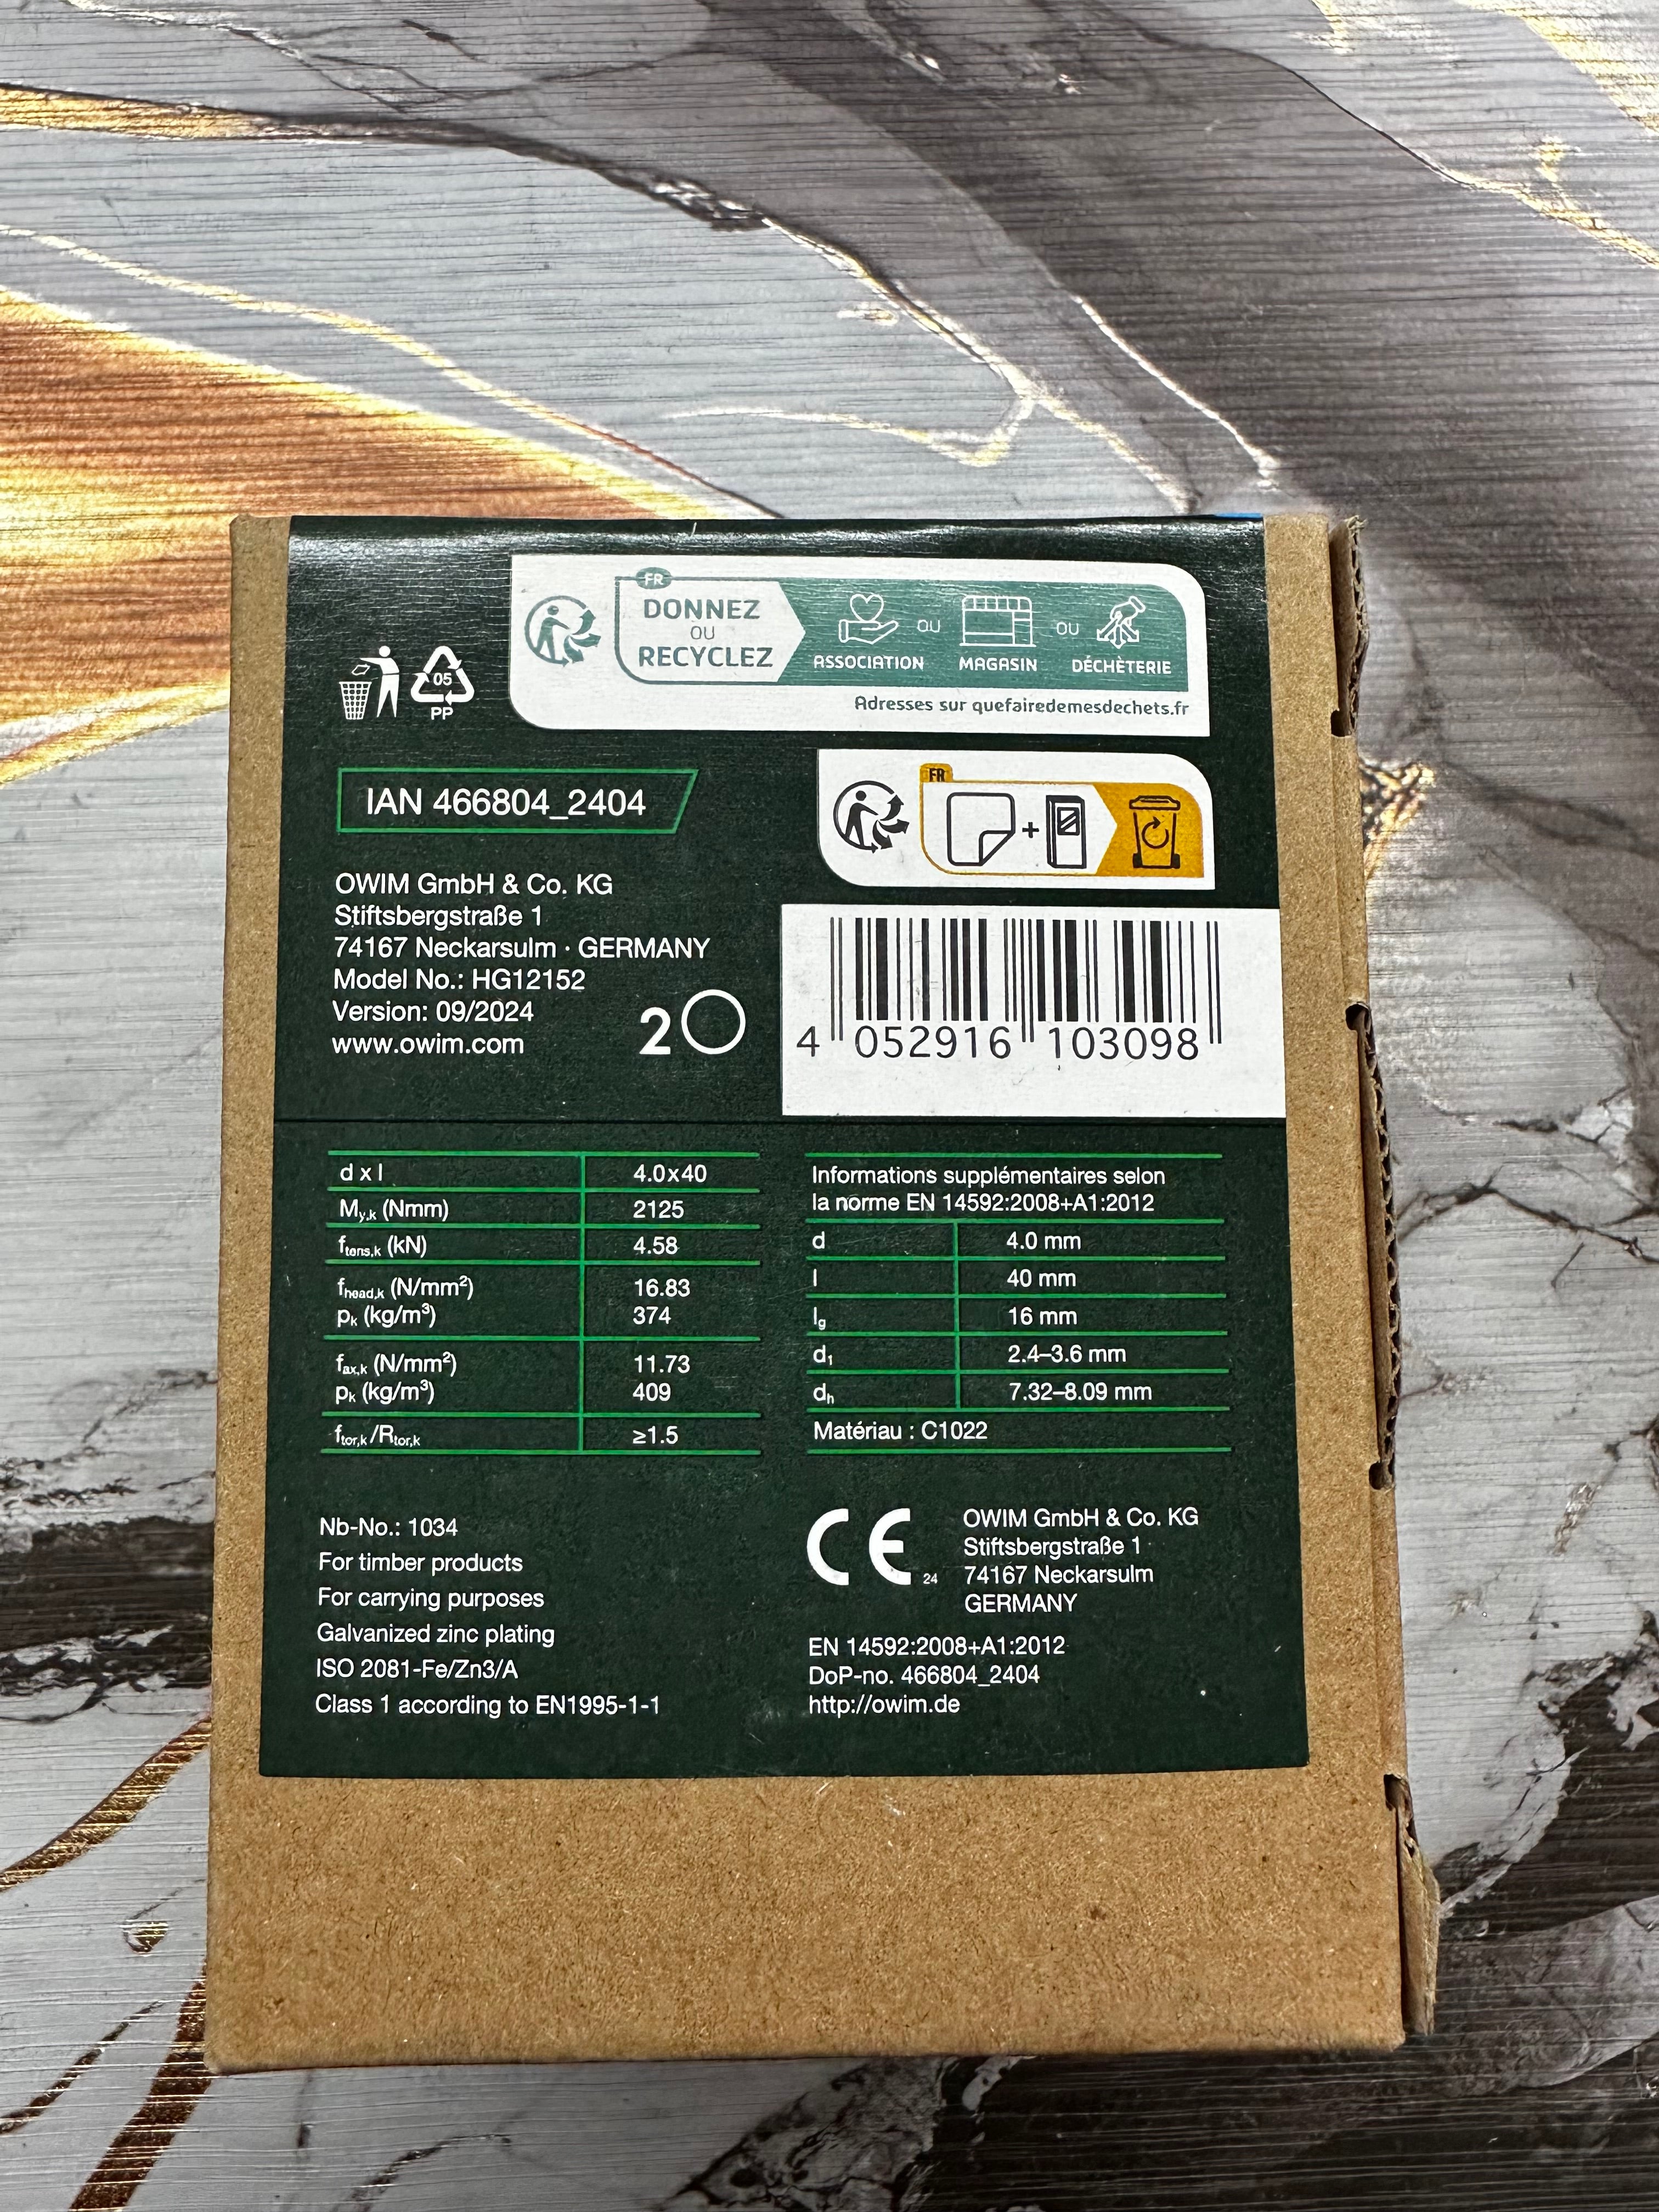 FR
DONNEZ
OU
RECYCLEZ
ASSOCIATION OU MAGASIN OU DÉCHÈTERIE
Adresses sur quefairedemesdechets.fr
05
PP
FR
+
IAN 466804_2404
OWIM GmbH & Co. KG
Stiftsbergstraße 1
74167 Neckarsulm · GERMANY
Model No.: HG12152
Version: 09/2024
www.owim.com
2
4 052916 103098
d x l 4.0x40
My,k (Nmm) 2125
ftens,k (kN) 4.58
fhead,k (N/mm²) 16.83
pk (kg/m³) 374
fax,k (N/mm²) 11.73
pk (kg/m³) 409
ftor,k/Rtor,k ≥1.5
Informations supplémentaires selon
la norme EN 14592:2008+A1:2012
d 4.0 mm
l 40 mm
lg 16 mm
d1 2.4–3.6 mm
dh 7.32–8.09 mm
Matériau : C1022
Nb-No.: 1034
For timber products
For carrying purposes
Galvanized zinc plating
ISO 2081-Fe/Zn3/A
Class 1 according to EN1995-1-1
CE 24
OWIM GmbH & Co. KG
Stiftsbergstraße 1
74167 Neckarsulm
GERMANY
EN 14592:2008+A1:2012
DoP-no. 466804_2404
http://owim.de